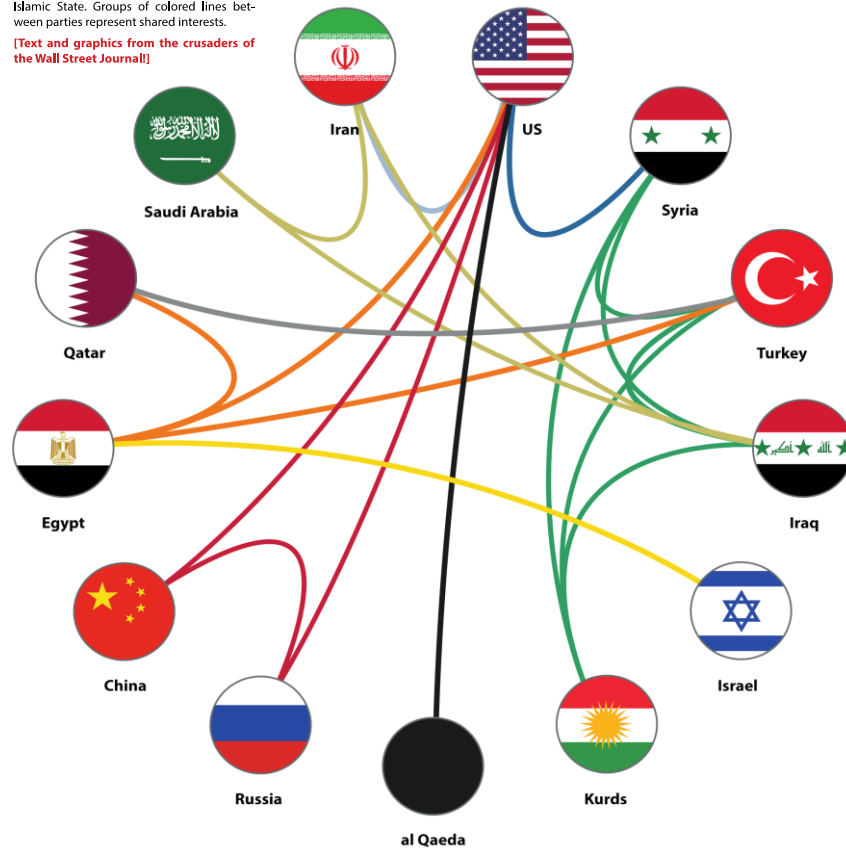 Islamic State. Groups of colored lines bet-
ween parties represent shared interests.
[Text and graphics from the crusaders of
the Wall Street Journal!]
Iran
US
Saudi Arabia
Syria
Qatar
Turkey
الله أكبر
Egypt
Iraq
China
Israel
Russia
Kurds
al Qaeda